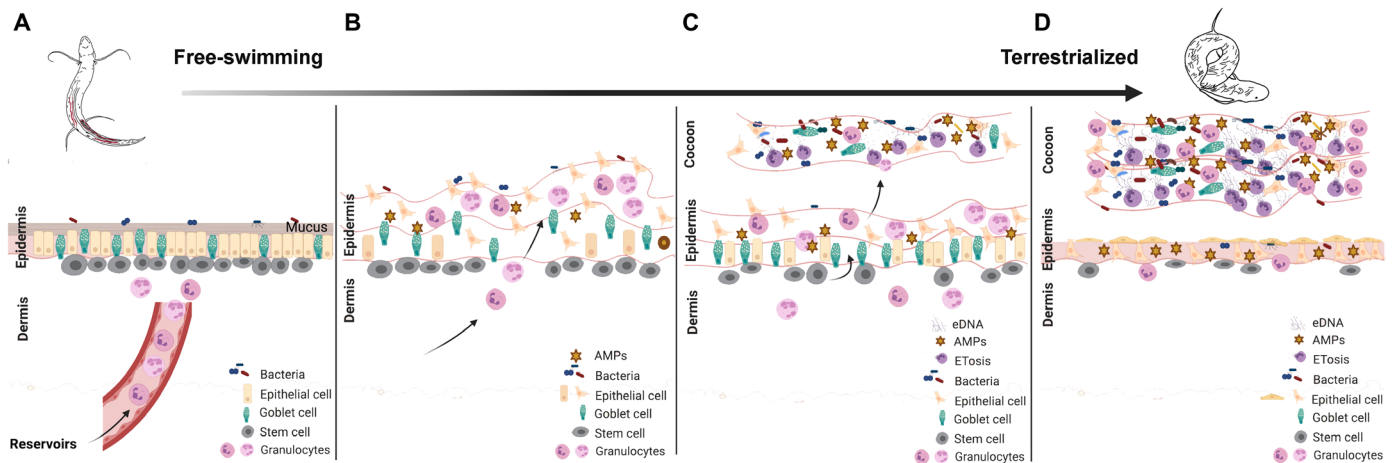 A
B
C
D
Free-swimming
Terrestrialized
Epidermis
Mucus
Dermis
Reservoirs
Bacteria
Epithelial cell
Goblet cell
Stem cell
Granulocytes
Epidermis
Dermis
AMPs
Bacteria
Epithelial cell
Goblet cell
Stem cell
Granulocytes
Cocoon
Epidermis
Dermis
eDNA
AMPs
ETosis
Bacteria
Epithelial cell
Goblet cell
Stem cell
Granulocytes
Cocoon
Epidermis
Dermis
eDNA
AMPs
ETosis
Bacteria
Epithelial cell
Goblet cell
Stem cell
Granulocytes